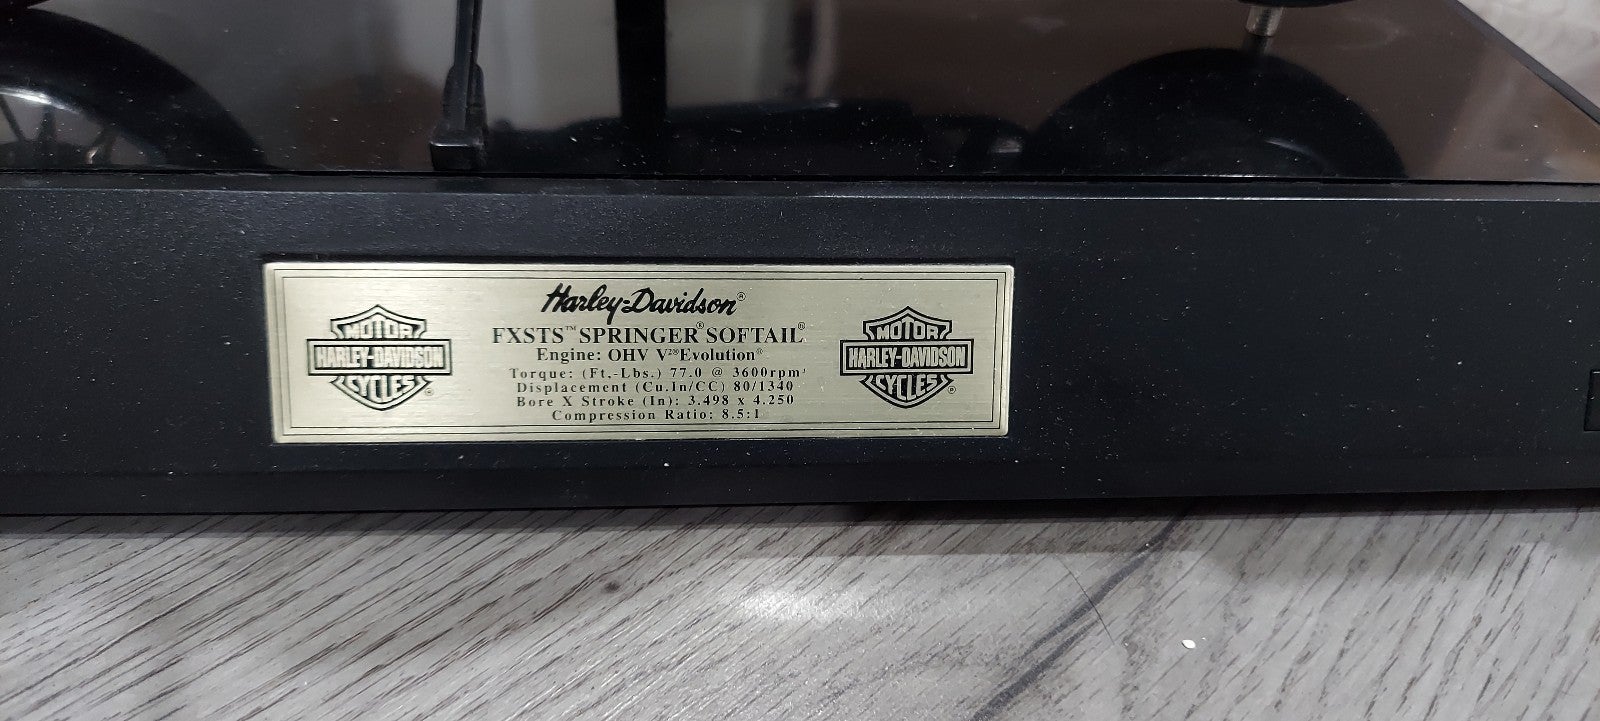 Harley-Davidson®
FXSTS™ SPRINGER® SOFTAIL®
Engine: OHV V²® Evolution®
Torque: (Ft.-Lbs.) 77.0 @ 3600rpm¹
Displacement (Cu.In/CC) 80/1340
Bore X Stroke (In): 3.498 x 4.250
Compression Ratio: 8.5:1
MOTOR
HARLEY-DAVIDSON
CYCLES®
MOTOR
HARLEY-DAVIDSON
CYCLES®